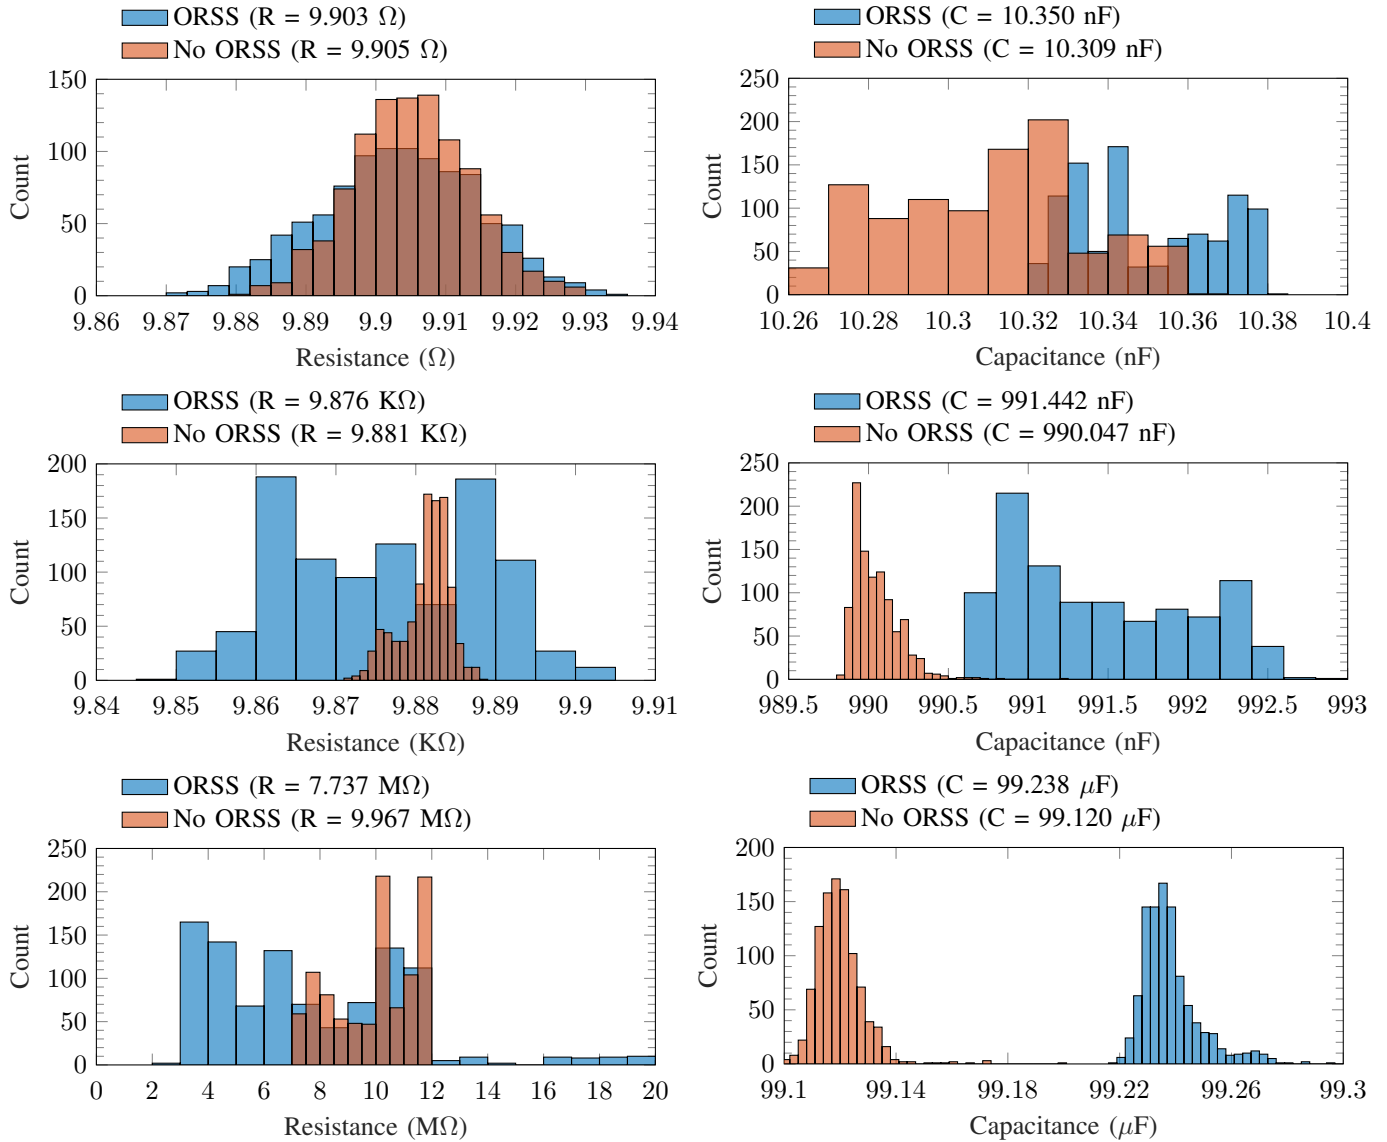 ORSS (R = 9.903 Ω)
No ORSS (R = 9.905 Ω)
150
100
50
0
Count
9.86 9.87 9.88 9.89 9.9 9.91 9.92 9.93 9.94
Resistance (Ω)
ORSS (C = 10.350 nF)
No ORSS (C = 10.309 nF)
250
200
150
100
50
0
Count
10.26 10.28 10.3 10.32 10.34 10.36 10.38 10.4
Capacitance (nF)
ORSS (R = 9.876 KΩ)
No ORSS (R = 9.881 KΩ)
200
150
100
50
0
Count
9.84 9.85 9.86 9.87 9.88 9.89 9.9 9.91
Resistance (KΩ)
ORSS (C = 991.442 nF)
No ORSS (C = 990.047 nF)
250
200
150
100
50
0
Count
989.5 990 990.5 991 991.5 992 992.5 993
Capacitance (nF)
ORSS (R = 7.737 MΩ)
No ORSS (R = 9.967 MΩ)
250
200
150
100
50
0
Count
0 2 4 6 8 10 12 14 16 18 20
Resistance (MΩ)
ORSS (C = 99.238 μF)
No ORSS (C = 99.120 μF)
200
150
100
50
0
Count
99.1 99.14 99.18 99.22 99.26 99.3
Capacitance (μF)